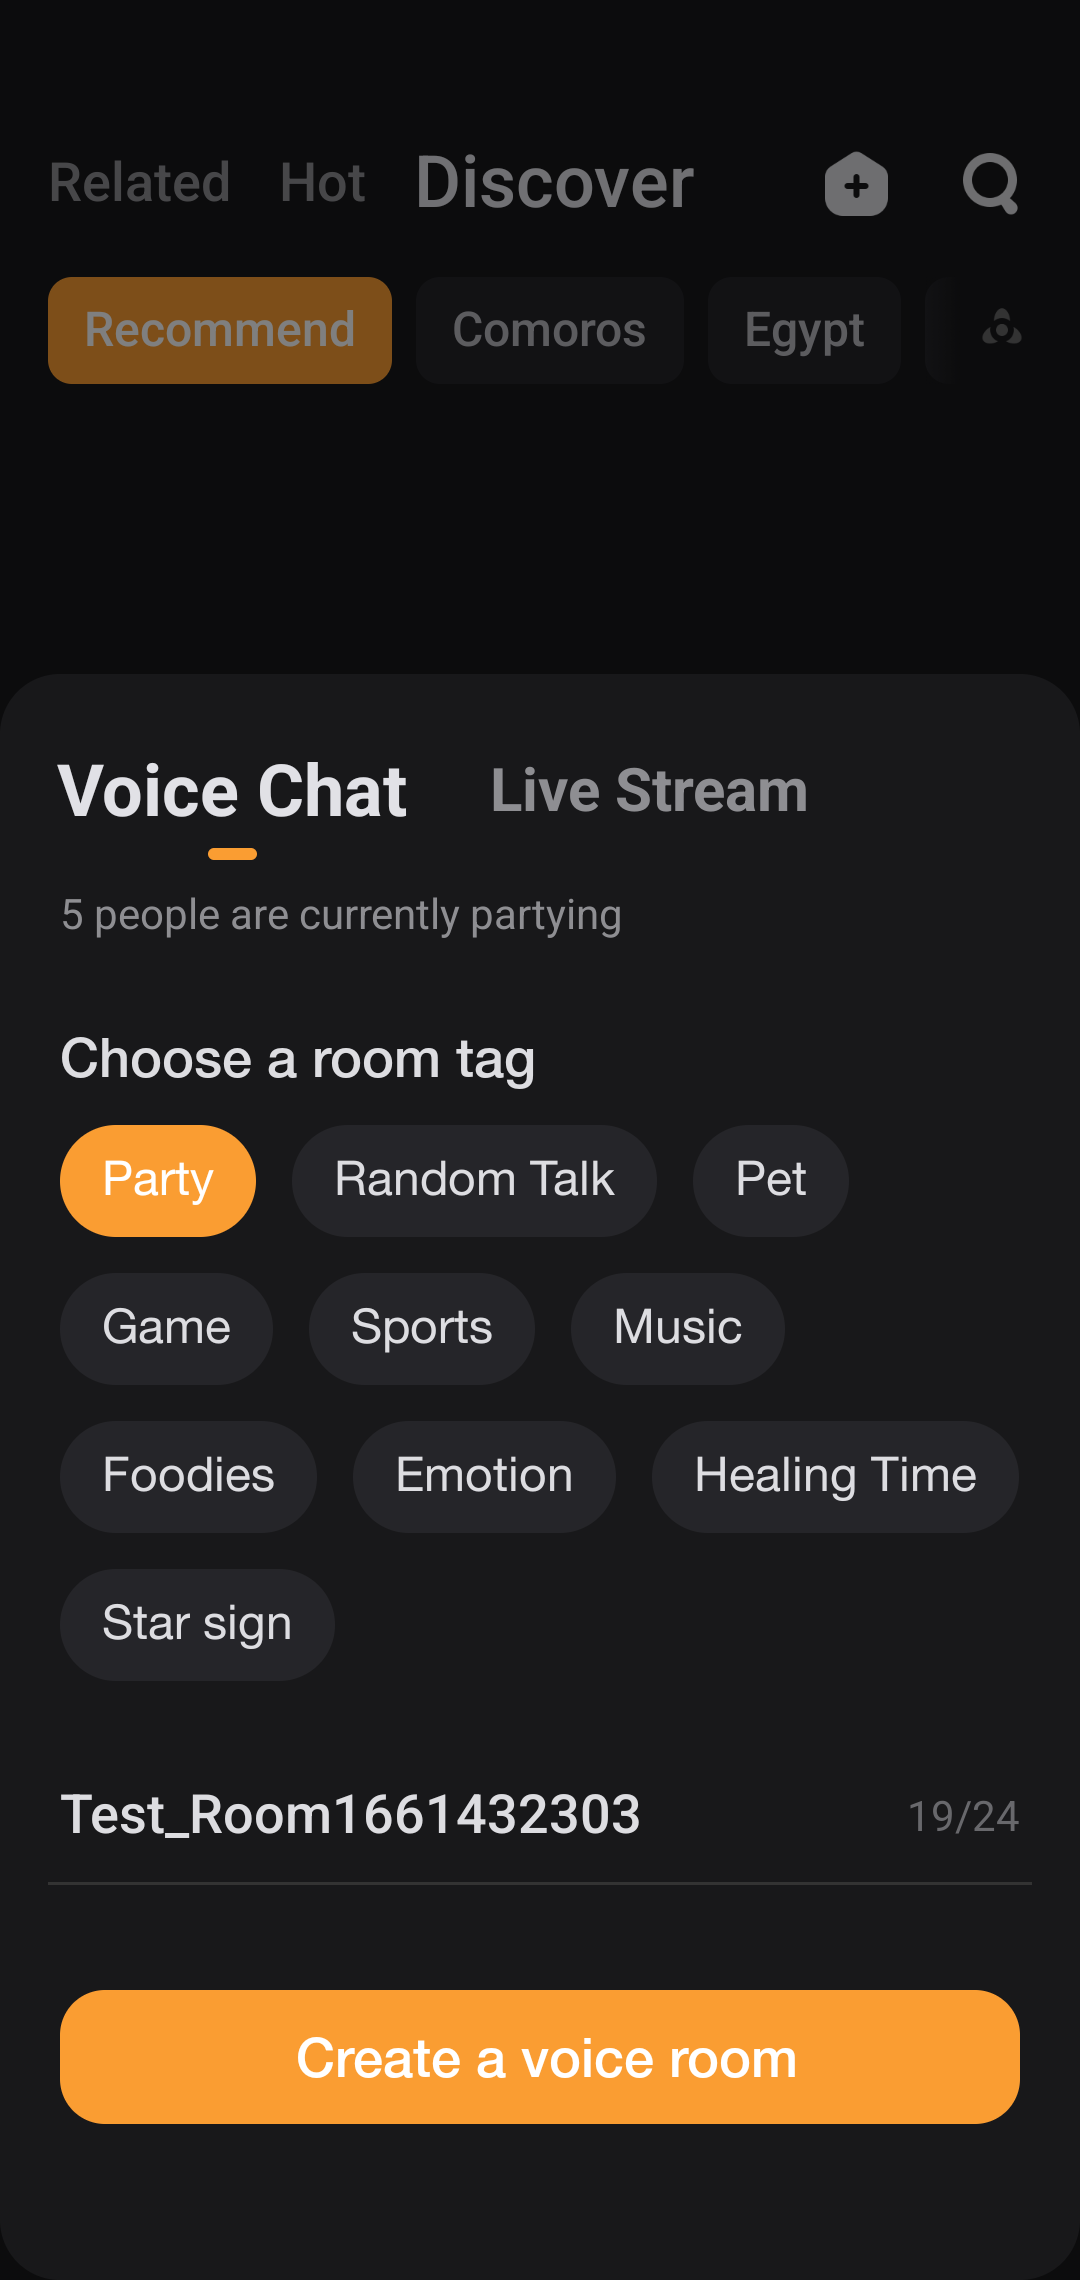 Related Hot Discover
Recommend Comoros Egypt
Voice Chat Live Stream
5 people are currently partying
Choose a room tag
Party Random Talk Pet
Game Sports Music
Foodies Emotion Healing Time
Star sign
Test_Room1661432303 19/24
Create a voice room